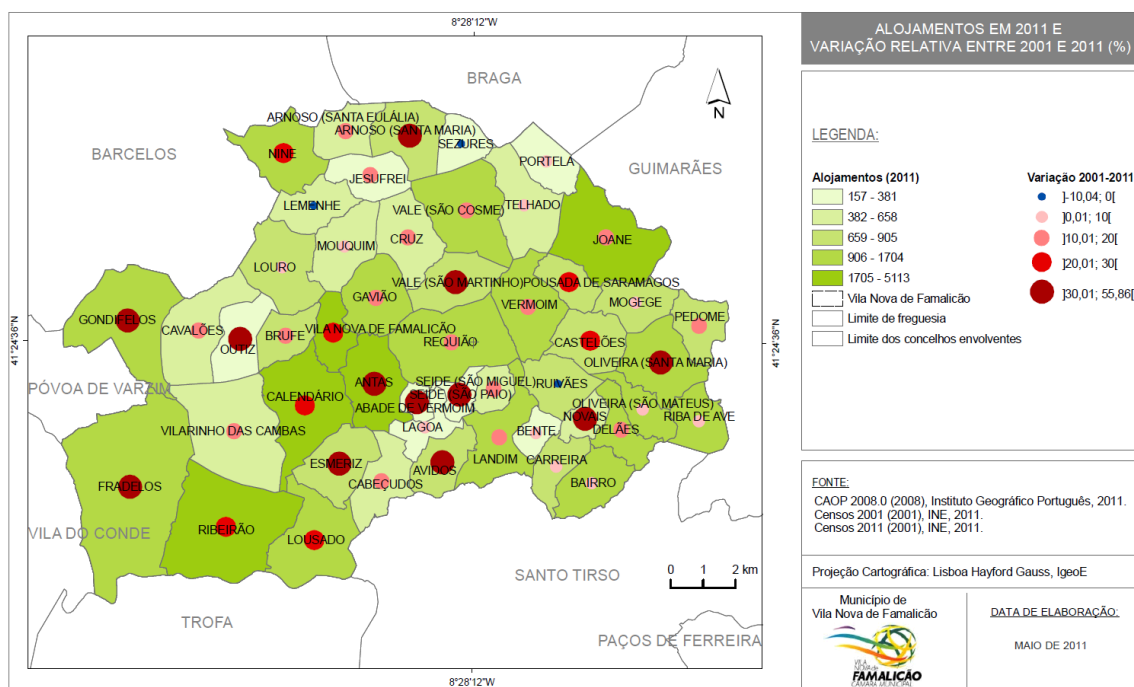 ALOJAMENTOS EM 2011 E
VARIAÇÃO RELATIVA ENTRE 2001 E 2011 (%)
8°28'12"W
BRAGA
N
ARNOSO (SANTA EULÁLIA)
ARNOSO (SANTA MARIA)
SEZURES
BARCELOS
NINE
PORTELA
GUIMARÃES
JESUFREI
LEMENHE
VALE (SÃO COSME)
TELHADO
CRUZ
JOANE
MOUQUIM
LOURO
VALE (SÃO MARTINHO)
POUSADA DE SARAMAGOS
GAVIÃO
MOGEGE
VERMOIM
GONDIFELOS
PEDOME
CAVALÕES
VILA NOVA DE FAMALICÃO
BRUFE
OUTIZ
REQUIÃO
CASTELÕES
41°24'36"N
41°24'36"N
OLIVEIRA (SANTA MARIA)
PÓVOA DE VARZIM
ANTAS
SEIDE (SÃO MIGUEL)
RUIVÃES
SEIDE (SÃO PAIO)
CALENDÁRIO
ABADE DE VERMOIM
OLIVEIRA (SÃO MATEUS)
NOVAIS
RIBA DE AVE
LAGOA
VILARINHO DAS CAMBAS
BENTE
DELÃES
LANDIM
CARREIRA
ESMERIZ
AVIDOS
CABEÇUDOS
BAIRRO
FRADELOS
RIBEIRÃO
VILA DO CONDE
LOUSADO
SANTO TIRSO
0 1 2 km
TROFA
PAÇOS DE FERREIRA
8°28'12"W
LEGENDA:
Alojamentos (2011)
157 - 381
382 - 658
659 - 905
906 - 1704
1705 - 5113
Vila Nova de Famalicão
Limite de freguesia
Limite dos concelhos envolventes
Variação 2001-2011
]-10,04; 0[
]0,01; 10[
]10,01; 20[
]20,01; 30[
]30,01; 55,86[
FONTE:
CAOP 2008.0 (2008), Instituto Geográfico Português, 2011.
Censos 2001 (2001), INE, 2011.
Censos 2011 (2001), INE, 2011.
Projeção Cartográfica: Lisboa Hayford Gauss, IgeoE
Município de
Vila Nova de Famalicão
VILA
NOVA DE
FAMALICÃO
CÂMARA MUNICIPAL
DATA DE ELABORAÇÃO:
MAIO DE 2011